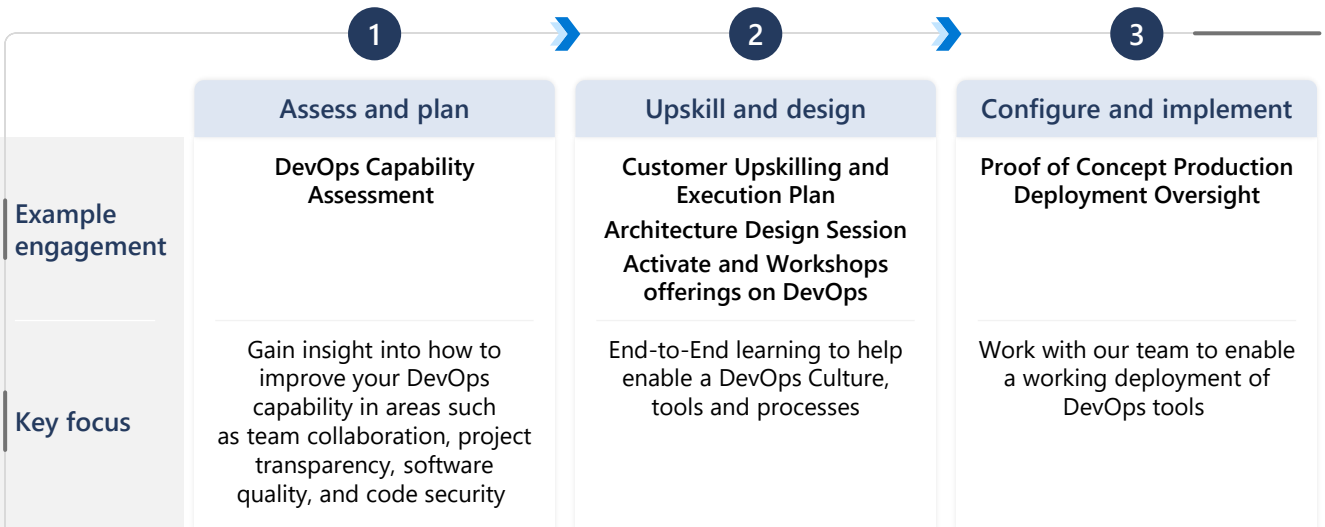 1
2
3
Assess and plan
Upskill and design
Configure and implement
Example
engagement
DevOps Capability
Assessment
Customer Upskilling and
Execution Plan
Architecture Design Session
Activate and Workshops
offerings on DevOps
Proof of Concept Production
Deployment Oversight
Key focus
Gain insight into how to
improve your DevOps
capability in areas such
as team collaboration, project
transparency, software
quality, and code security
End-to-End learning to help
enable a DevOps Culture,
tools and processes
Work with our team to enable
a working deployment of
DevOps tools